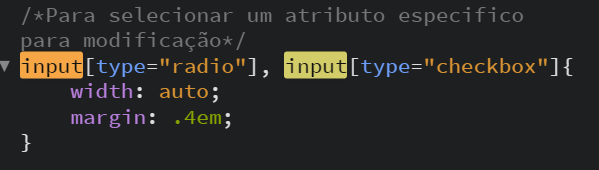 /*Para selecionar um atributo especifico
para modificação*/
input[type="radio"], input[type="checkbox"]{
width: auto;
margin: .4em;
}